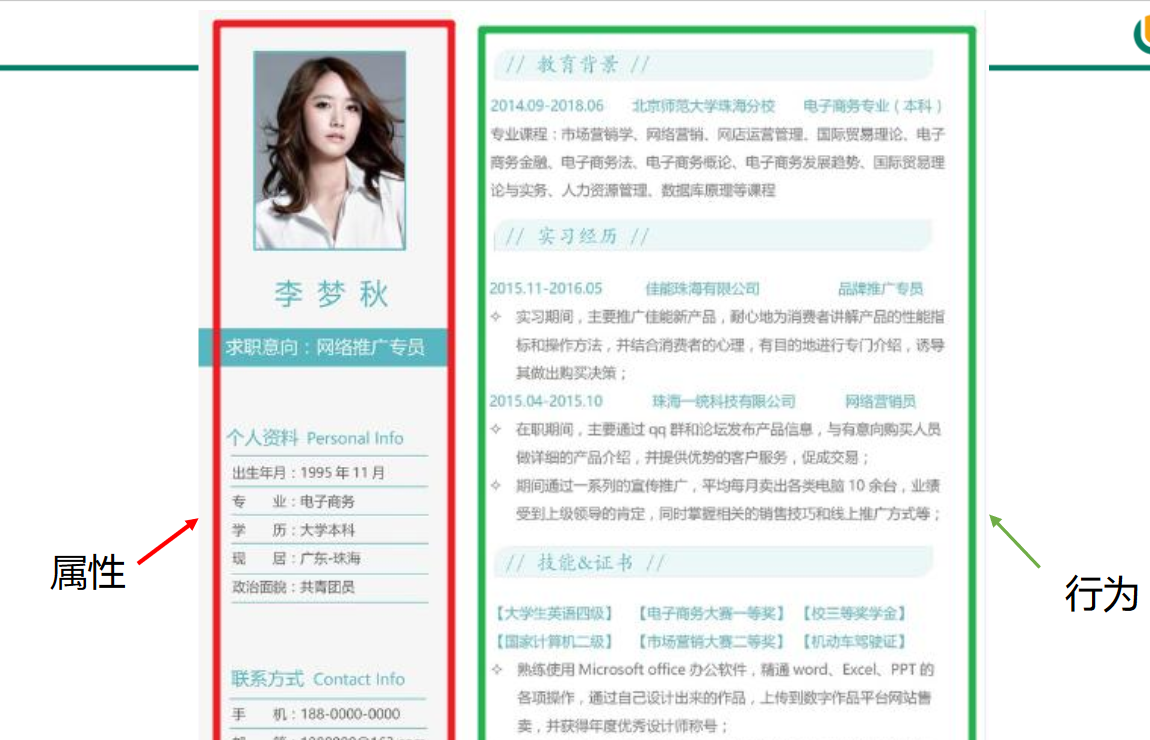 属性
李梦秋
求职意向：网络推广专员
个人资料 Personal Info
出生年月：1995 年 11 月
专 业：电子商务
学 历：大学本科
现 居：广东-珠海
政治面貌：共青团员
联系方式 Contact Info
手 机：188-0000-0000
// 教育背景 //
2014.09-2018.06 北京师范大学珠海分校 电子商务专业（本科）
专业课程：市场营销学、网络营销、网店运营管理、国际贸易理论、电子
商务金融、电子商务法、电子商务概论、电子商务发展趋势、国际贸易理
论与实务、人力资源管理、数据库原理等课程
// 实习经历 //
2015.11-2016.05 佳能珠海有限公司 品牌推广专员
✧ 实习期间，主要推广佳能新产品，耐心地为消费者讲解产品的性能指
标和操作方法，并结合消费者的心理，有目的地进行专门介绍，诱导
其做出购买决策；
2015.04-2015.10 珠海一统科技有限公司 网络营销员
✧ 在职期间，主要通过 qq 群和论坛发布产品信息，与有意向购买人员
做详细的产品介绍，并提供优势的客户服务，促成交易；
✧ 期间通过一系列的宣传推广，平均每月卖出各类电脑 10 余台，业绩
受到上级领导的肯定，同时掌握相关的销售技巧和线上推广方式等；
// 技能&证书 //
【大学生英语四级】 【电子商务大赛一等奖】 【校三等奖学金】
【国家计算机二级】 【市场营销大赛二等奖】 【机动车驾驶证】
✧ 熟练使用 Microsoft office 办公软件，精通 word、Excel、PPT 的
各项操作，通过自己设计出来的作品，上传到数字作品平台网站售
卖，并获得年度优秀设计师称号；
行为